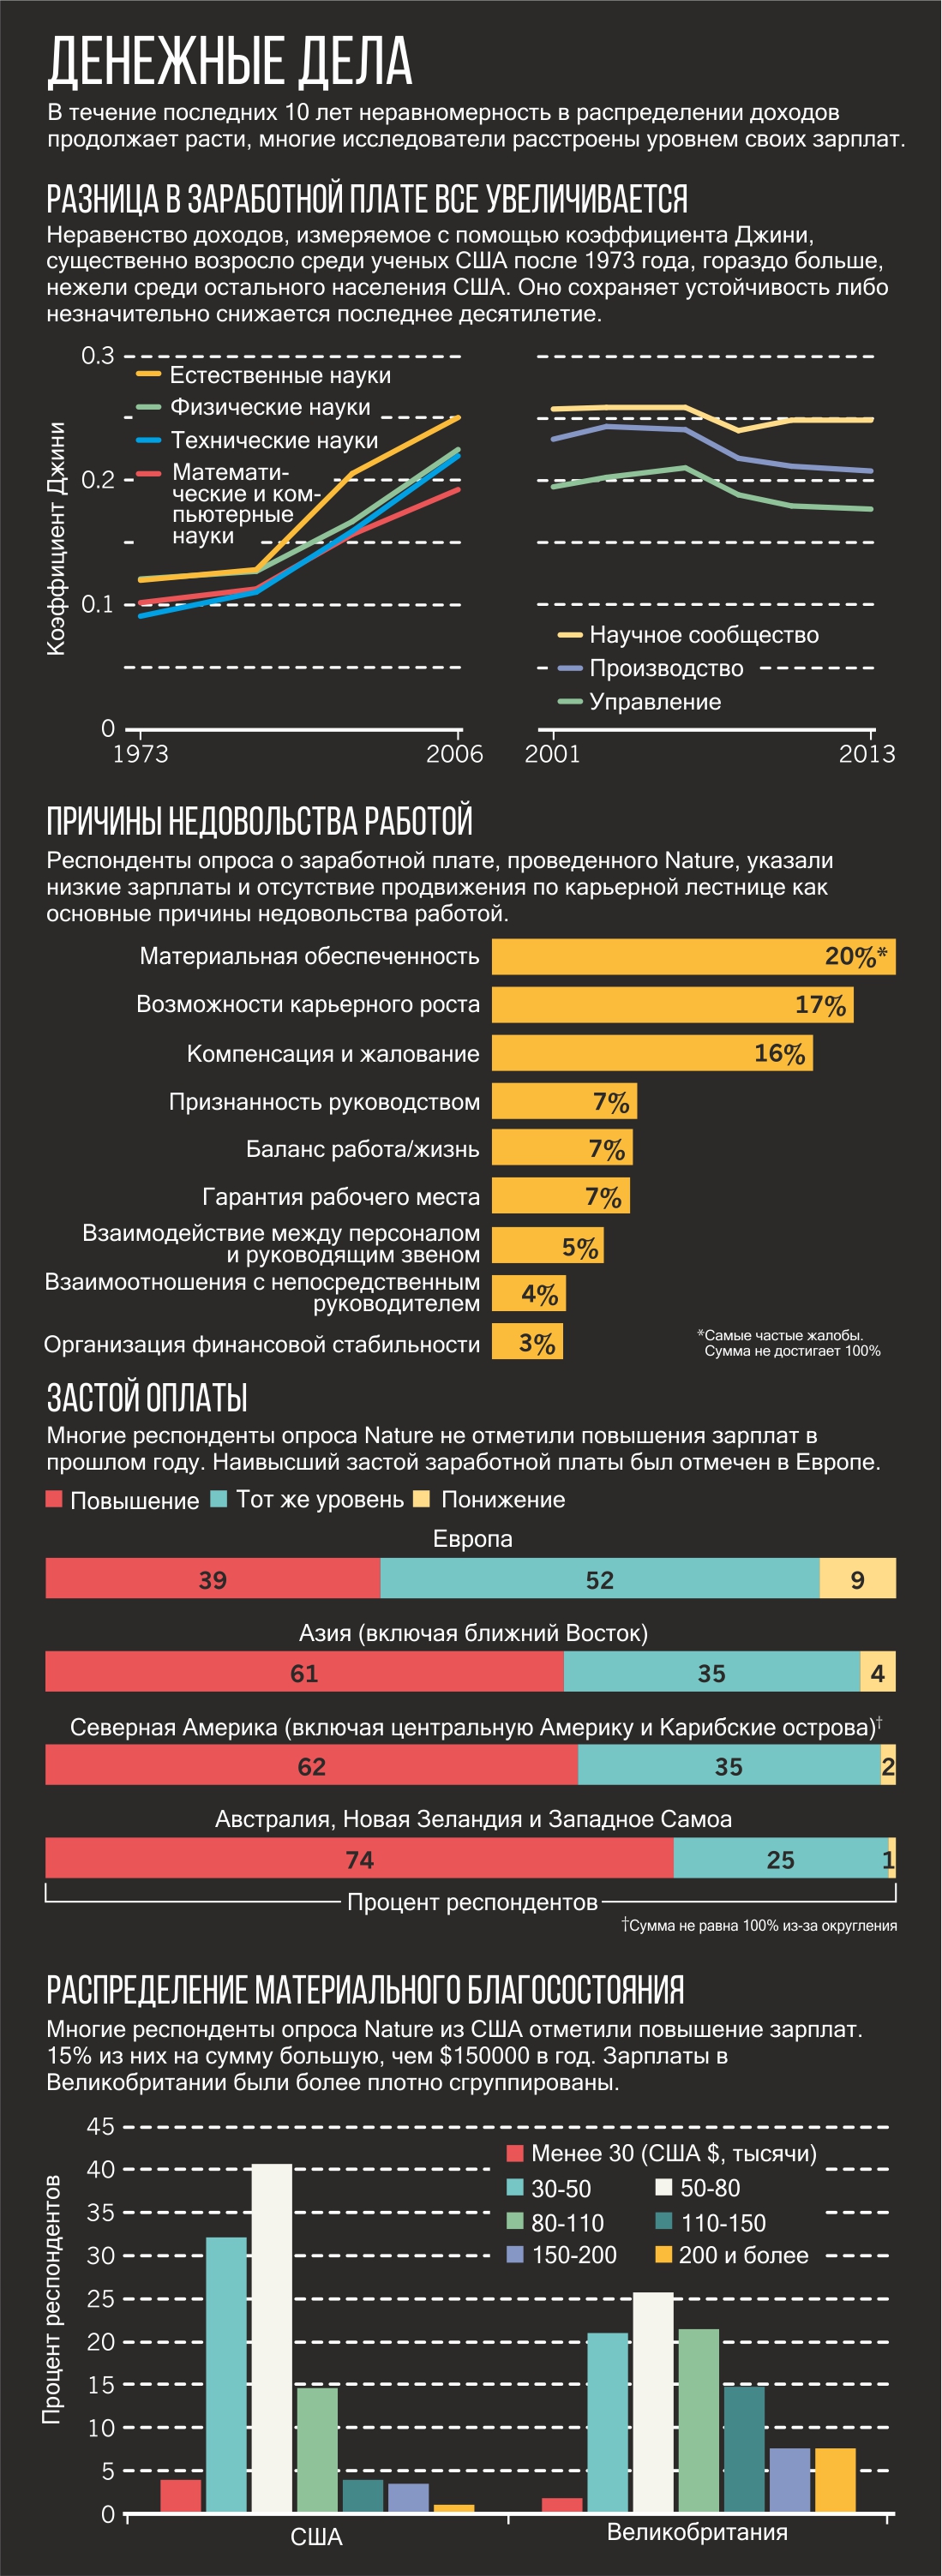 ДЕНЕЖНЫЕ ДЕЛА
В течение последних 10 лет неравномерность в распределении доходов
продолжает расти, многие исследователи расстроены уровнем своих зарплат.
РАЗНИЦА В ЗАРАБОТНОЙ ПЛАТЕ ВСЕ УВЕЛИЧИВАЕТСЯ
Неравенство доходов, измеряемое с помощью коэффициента Джини,
существенно возросло среди ученых США после 1973 года, гораздо больше,
нежели среди остального населения США. Оно сохраняет устойчивость либо
незначительно снижается последнее десятилетие.
Коэффициент Джини
0.3
0.2
0.1
0
Естественные науки
Физические науки
Технические науки
Математи-
ческие и ком-
пьютерные
науки
1973
2006
Научное сообщество
Производство
Управление
2001
2013
ПРИЧИНЫ НЕДОВОЛЬСТВА РАБОТОЙ
Респонденты опроса о заработной плате, проведенного Nature, указали
низкие зарплаты и отсутствие продвижения по карьерной лестнице как
основные причины недовольства работой.
Материальная обеспеченность 20%*
Возможности карьерного роста 17%
Компенсация и жалование 16%
Признанность руководством 7%
Баланс работа/жизнь 7%
Гарантия рабочего места 7%
Взаимодействие между персоналом
и руководящим звеном 5%
Взаимоотношения с непосредственным
руководителем 4%
Организация финансовой стабильности 3%
*Самые частые жалобы.
Сумма не достигает 100%
ЗАСТОЙ ОПЛАТЫ
Многие респонденты опроса Nature не отметили повышения зарплат в
прошлом году. Наивысший застой заработной платы был отмечен в Европе.
Повышение Тот же уровень Понижение
Европа
39 52 9
Азия (включая ближний Восток)
61 35 4
Северная Америка (включая центральную Америку и Карибские острова)†
62 35 2
Австралия, Новая Зеландия и Западное Самоа
74 25 1
Процент респондентов
†Сумма не равна 100% из-за округления
РАСПРЕДЕЛЕНИЕ МАТЕРИАЛЬНОГО БЛАГОСОСТОЯНИЯ
Многие респонденты опроса Nature из США отметили повышение зарплат.
15% из них на сумму большую, чем $150000 в год. Зарплаты в
Великобритании были более плотно сгруппированы.
Процент респондентов
45
40
35
30
25
20
15
10
5
0
Менее 30 (США $, тысячи)
30-50 50-80
80-110 110-150
150-200 200 и более
США
Великобритания